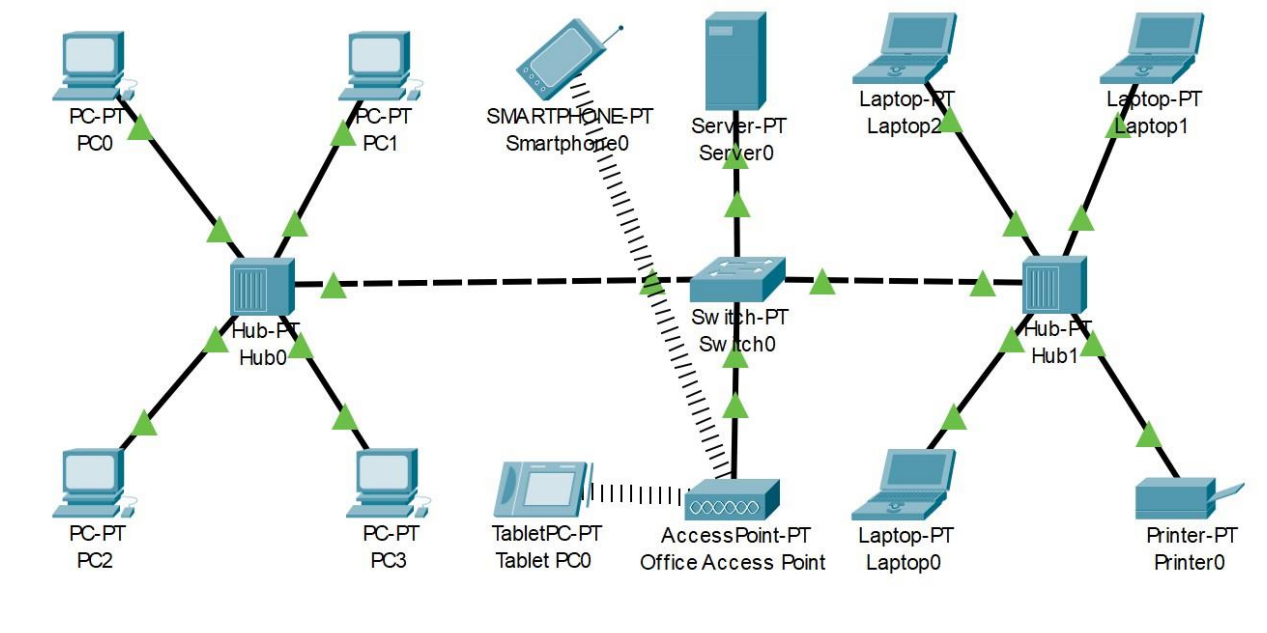 PC-PT
PC0
PC-PT
PC1
SMARTPHONE-PT
Smartphone0
Server-PT
Server0
Laptop-PT
Laptop2
Laptop-PT
Laptop1
Hub-PT
Hub0
Switch-PT
Switch0
Hub-PT
Hub1
PC-PT
PC2
PC-PT
PC3
TabletPC-PT
Tablet PC0
AccessPoint-PT
Office Access Point
Laptop-PT
Laptop0
Printer-PT
Printer0